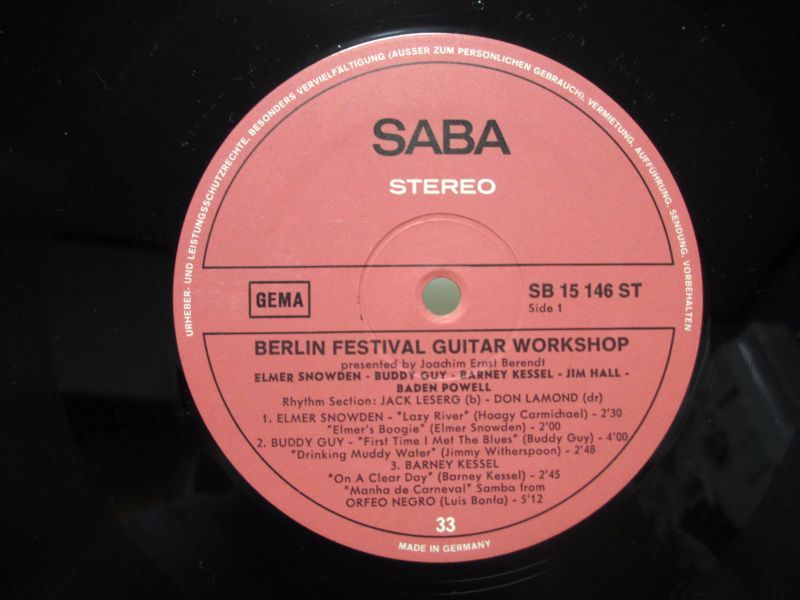 URHEBER- UND LEISTUNGSSCHUTZRECHTE, BESONDERS VERVIELFÄLTIGUNG (AUSSER ZUM PERSÖNLICHEN GEBRAUCH), VERMIETUNG, AUFFÜHRUNG, SENDUNG, VORBEHALTEN
SABA
STEREO
GEMA
SB 15 146 ST
Side 1
BERLIN FESTIVAL GUITAR WORKSHOP
presented by Joachim Ernst Berendt
ELMER SNOWDEN - BUDDY GUY - BARNEY KESSEL - JIM HALL -
BADEN POWELL
Rhythm Section: JACK LESERG (b) - DON LAMOND (dr)
1. ELMER SNOWDEN - "Lazy River" (Hoagy Carmichael) - 2'30
"Elmer's Boogie" (Elmer Snowden) - 2'00
2. BUDDY GUY - "First Time I Met The Blues" (Buddy Guy) - 4'00
"Drinking Muddy Water" (Jimmy Witherspoon) - 2'48
3. BARNEY KESSEL
"On A Clear Day" (Barney Kessel) - 2'45
"Manha de Carneval" Samba from
ORFEO NEGRO (Luis Bonfa) - 5'12
33
MADE IN GERMANY